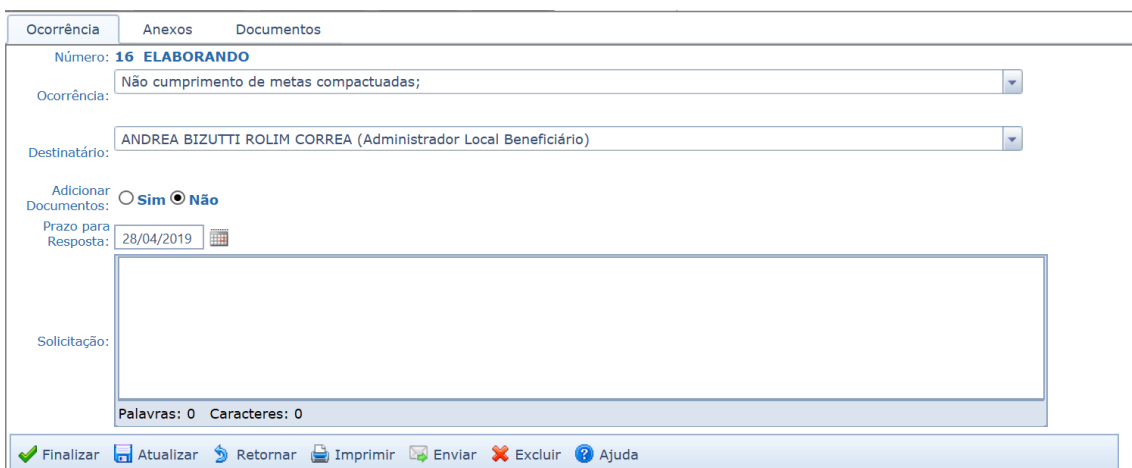 Ocorrência Anexos Documentos
Número: 16 ELABORANDO
Ocorrência: Não cumprimento de metas compactuadas;
Destinatário: ANDREA BIZUTTI ROLIM CORREA (Administrador Local Beneficiário)
Adicionar
Documentos: Sim Não
Prazo para
Resposta: 28/04/2019
Solicitação:
Palavras: 0 Caracteres: 0
Finalizar Atualizar Retornar Imprimir Enviar Excluir Ajuda